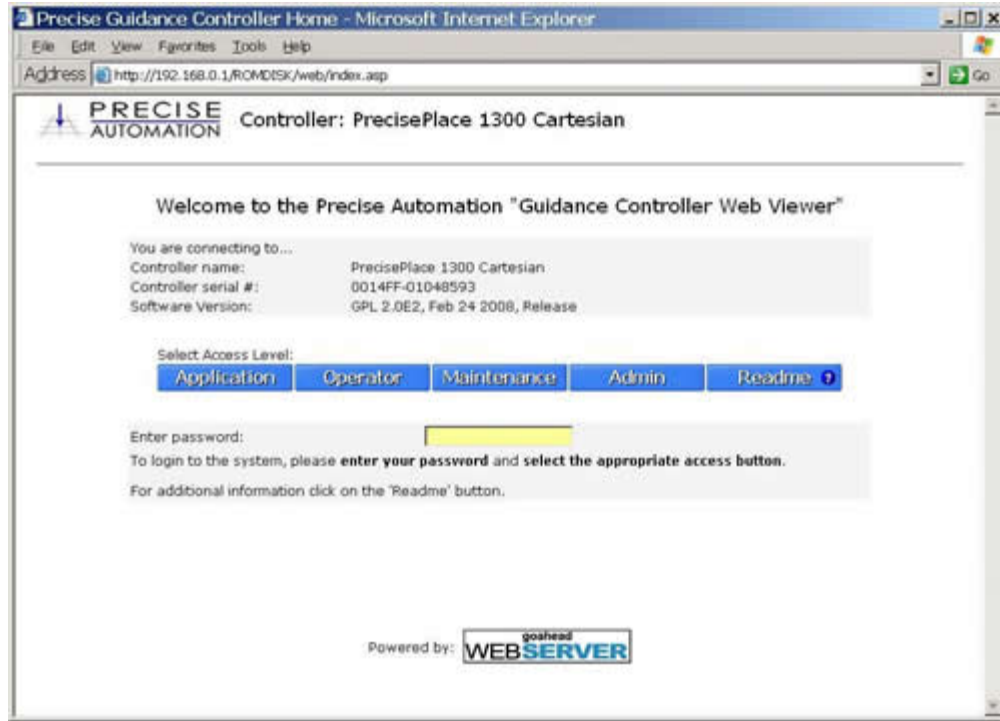 Precise Guidance Controller Home - Microsoft Internet Explorer
File Edit View Favorites Tools Help
Address http://192.168.0.1/ROMDISK/web/index.asp Go
PRECISE
AUTOMATION
Controller: PrecisePlace 1300 Cartesian
Welcome to the Precise Automation "Guidance Controller Web Viewer"
You are connecting to...
Controller name: PrecisePlace 1300 Cartesian
Controller serial #: 0014FF-01048593
Software Version: GPL 2.0E2, Feb 24 2008, Release
Select Access Level:
Application Operator Maintenance Admin Readme ?
Enter password:
To login to the system, please enter your password and select the appropriate access button.
For additional information click on the 'Readme' button.
Powered by: goahead
WEBSERVER